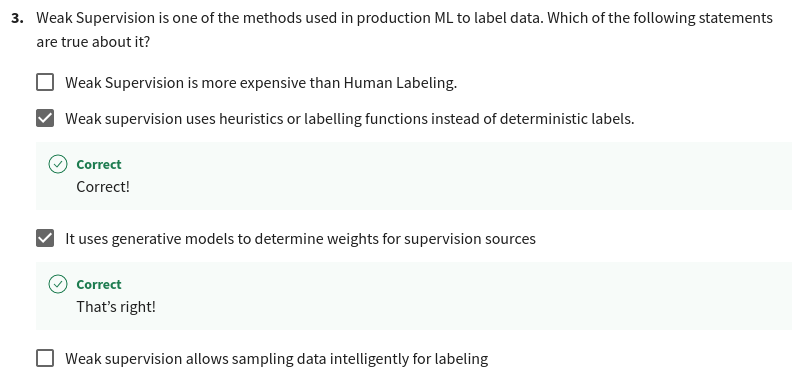 3. Weak Supervision is one of the methods used in production ML to label data. Which of the following statements
are true about it?
Weak Supervision is more expensive than Human Labeling.
Weak supervision uses heuristics or labelling functions instead of deterministic labels.
Correct
Correct!
It uses generative models to determine weights for supervision sources
Correct
That’s right!
Weak supervision allows sampling data intelligently for labeling